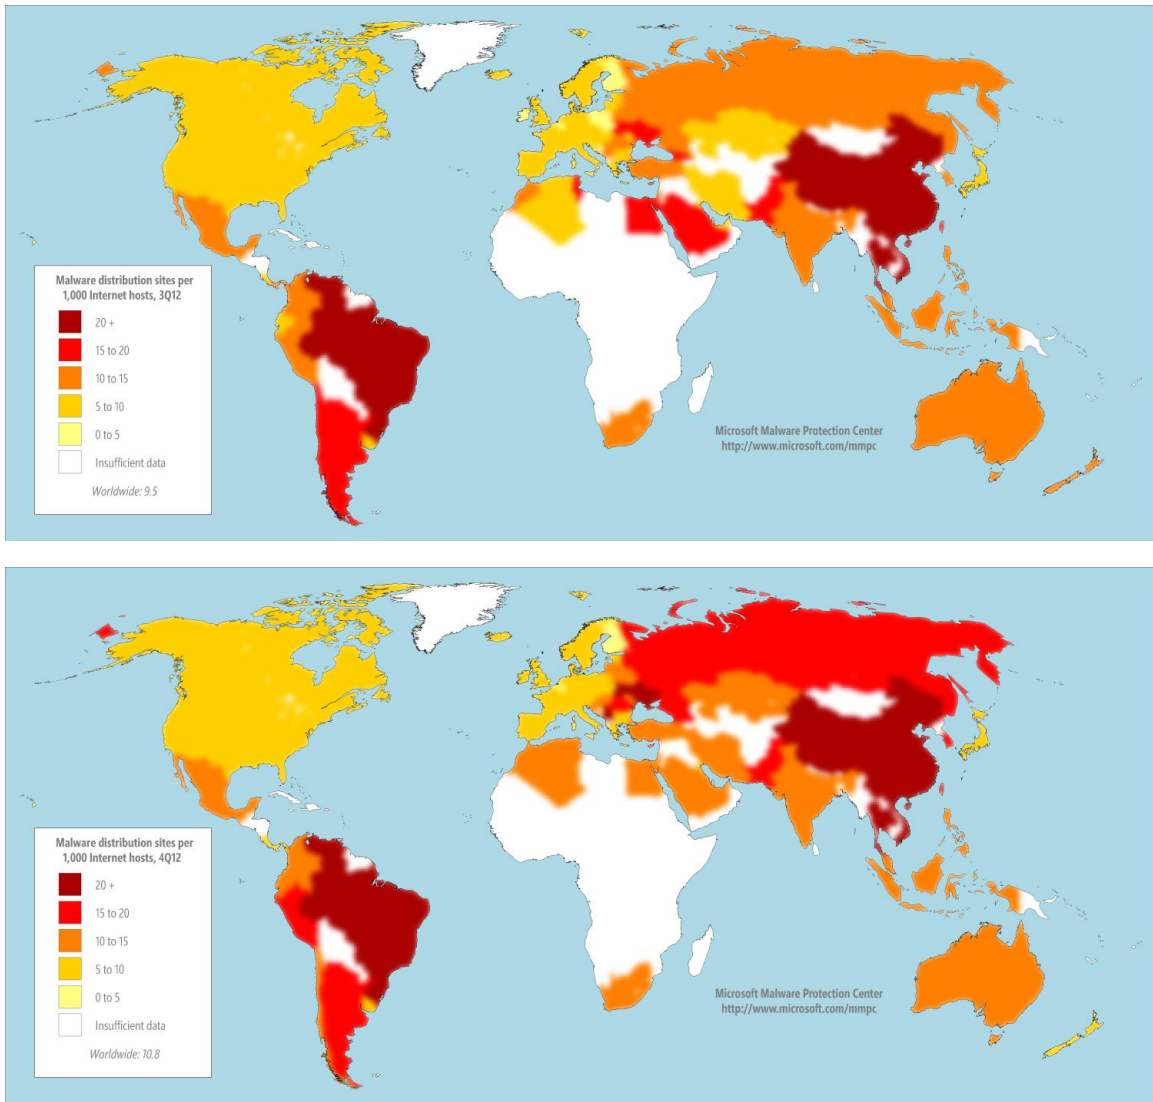 Malware distribution sites per
1,000 Internet hosts, 3Q12
20 +
15 to 20
10 to 15
5 to 10
0 to 5
Insufficient data
Worldwide: 9.5
Microsoft Malware Protection Center
http://www.microsoft.com/mmpc
Malware distribution sites per
1,000 Internet hosts, 4Q12
20 +
15 to 20
10 to 15
5 to 10
0 to 5
Insufficient data
Worldwide: 10.8
Microsoft Malware Protection Center
http://www.microsoft.com/mmpc